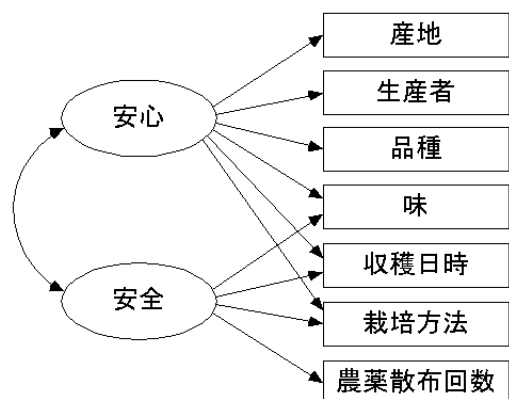 産地
生産者
安心
品種
味
収穫日時
安全
栽培方法
農薬散布回数